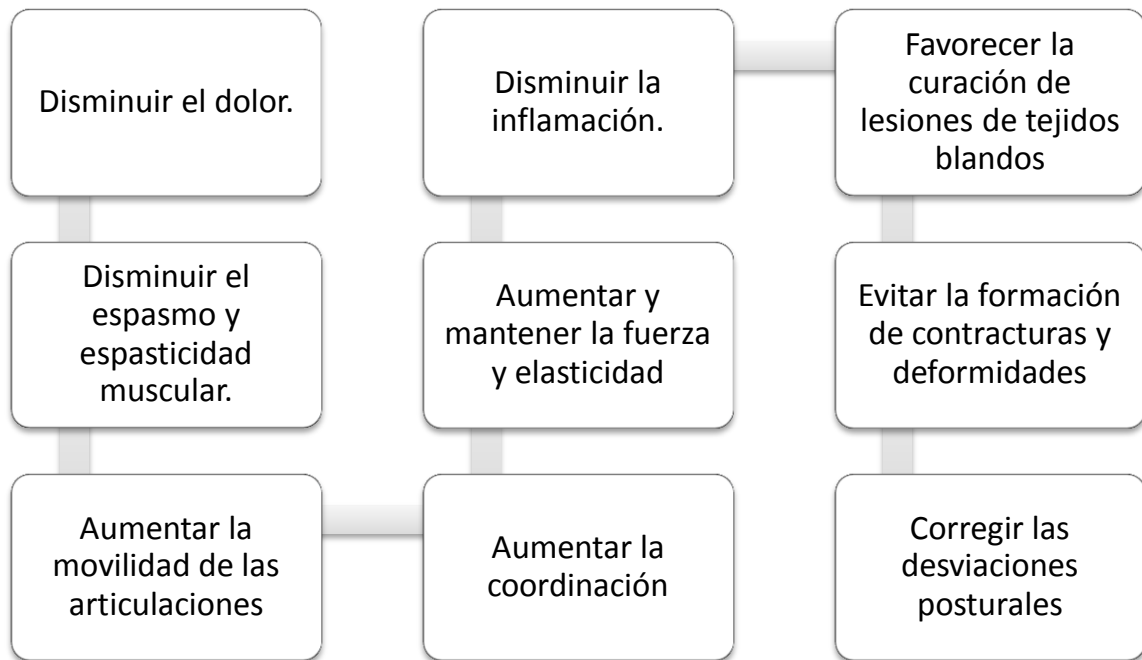 Disminuir el dolor.
Disminuir el
espasmo y
espasticidad
muscular.
Aumentar la
movilidad de las
articulaciones
Aumentar la
coordinación
Aumentar y
mantener la fuerza
y elasticidad
Disminuir la
inflamación.
Favorecer la
curación de
lesiones de tejidos
blandos
Evitar la formación
de contracturas y
deformidades
Corregir las
desviaciones
posturales